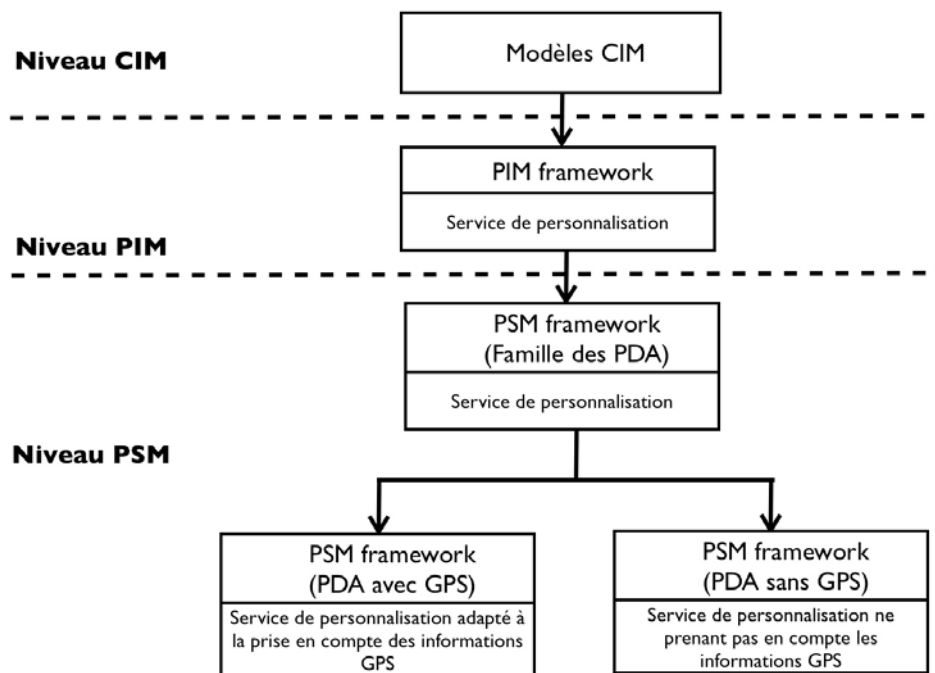 Niveau CIM
Modèles CIM
PIM framework
Service de personnalisation
Niveau PIM
PSM framework
(Famille des PDA)
Service de personnalisation
Niveau PSM
PSM framework
(PDA avec GPS)
Service de personnalisation adapté à
la prise en compte des informations
GPS
PSM framework
(PDA sans GPS)
Service de personnalisation ne
prenant pas en compte les
informations GPS